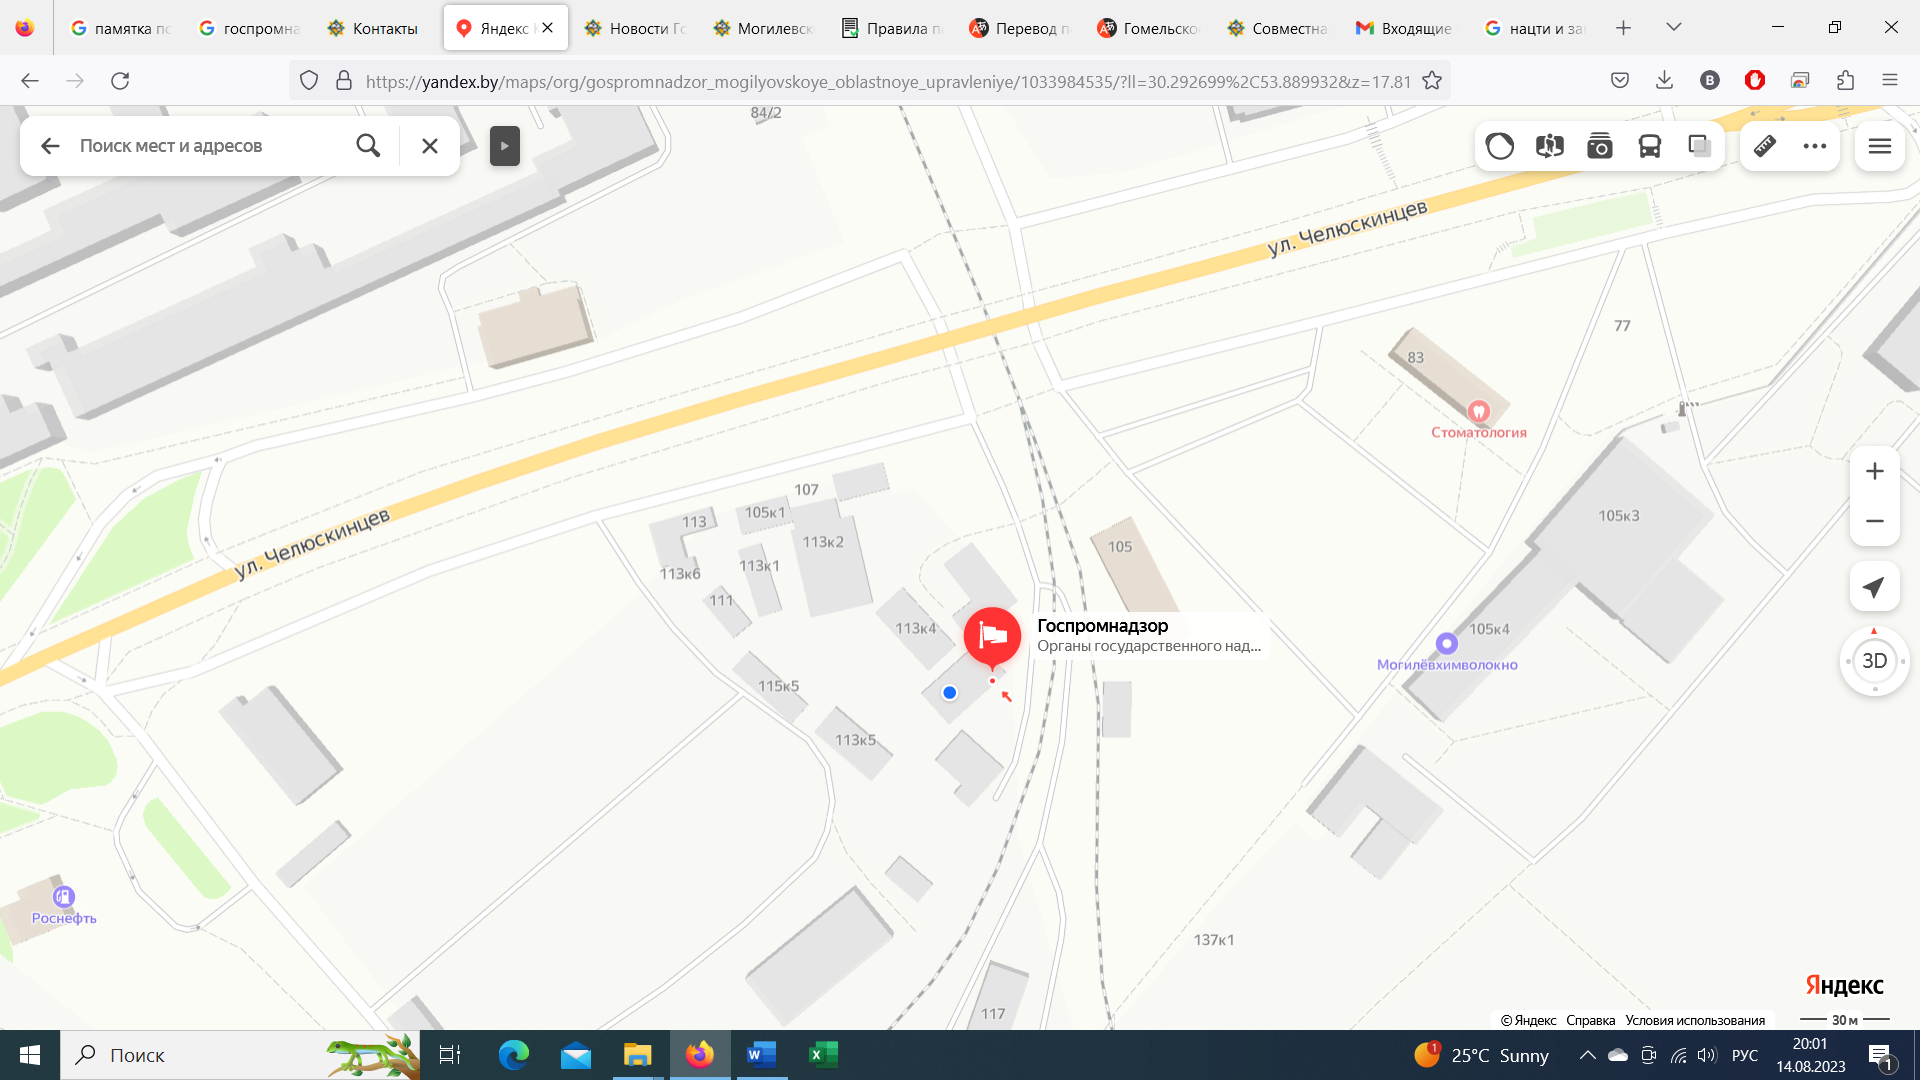 памятка по
госпромна
Контакты
Яндекс К
Новости Го
Могилевск
Правила п
Перевод п
Гомельско
Совместна
Входящие
нацти и за
https://yandex.by/maps/org/gospromnadzor_mogilyovskoye_oblastnoye_upravleniye/1033984535/?ll=30.292699%2C53.889932&z=17.81
84/2
Поиск мест и адресов
ул. Челюскинцев
77
83
Стоматология
107
105к1
113
113к2
105к3
ул. Челюскинцев
105
113к1
113к6
111
113к4
Госпромнадзор
Органы государственного над...
105к4
Могилёвхимволокно
3D
115к5
113к5
Роснефть
137к1
117
Яндекс
© Яндекс Справка Условия использования
30 м
Поиск
1
25°C Sunny
РУС
20:01
14.08.2023
1